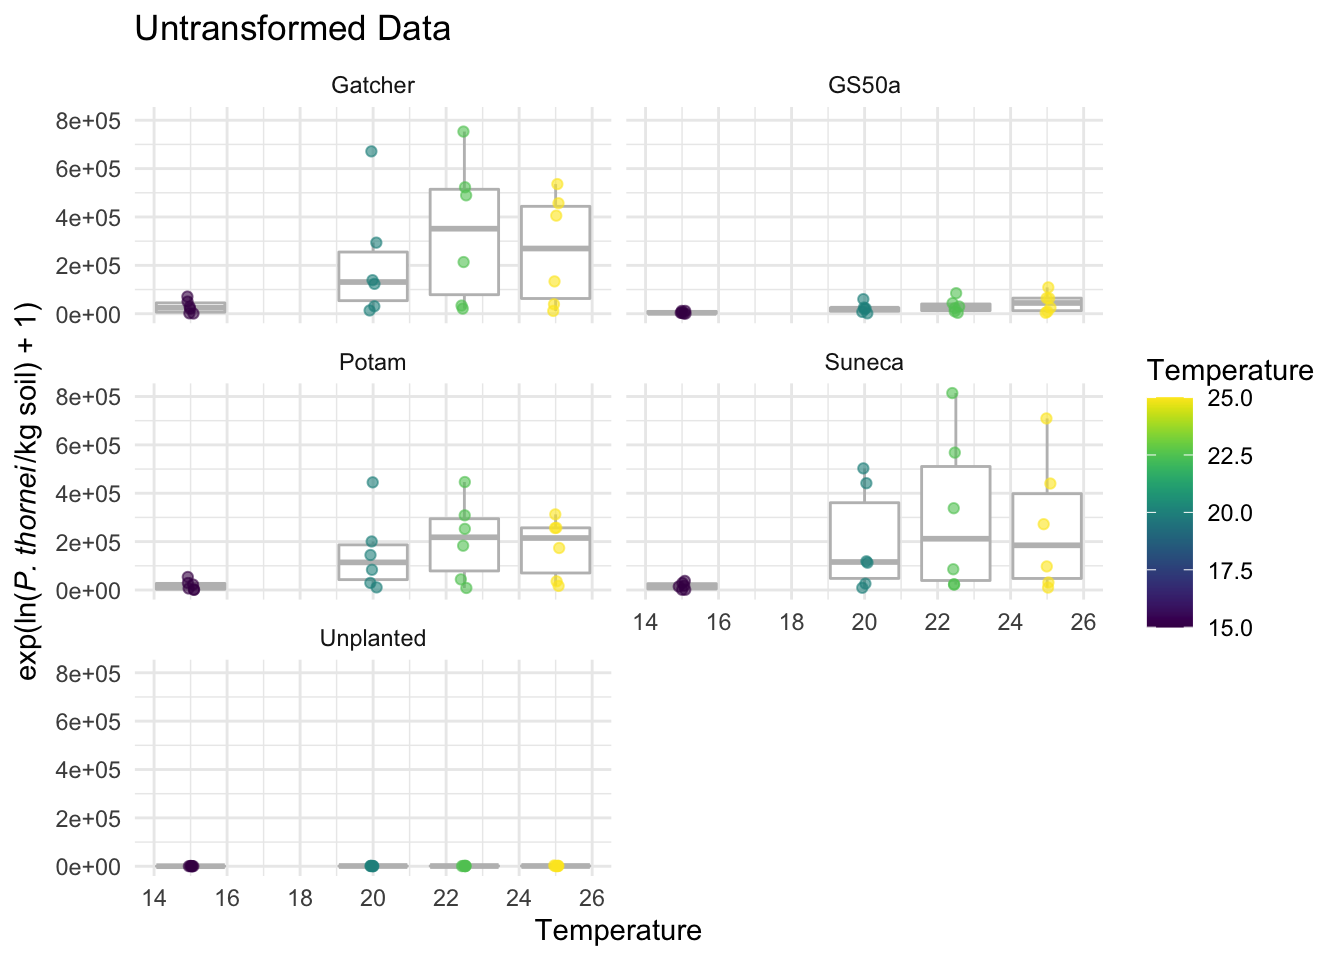 Untransformed Data
Gatcher
GS50a
8e+05
6e+05
4e+05
2e+05
0e+00
Potam
Suneca
8e+05
6e+05
4e+05
2e+05
0e+00
14 16 18 20 22 24 26
Unplanted
8e+05
6e+05
4e+05
2e+05
0e+00
14 16 18 20 22 24 26
Temperature
exp(ln(P. thornei/kg soil) + 1)
Temperature
25.0
22.5
20.0
17.5
15.0